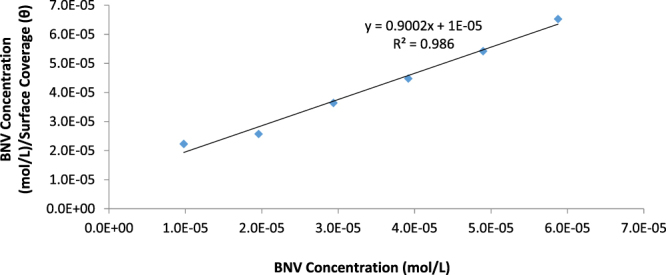 BNV Concentration
(mol/L)/Surface Coverage (θ)
7.0E-05
6.0E-05
5.0E-05
4.0E-05
3.0E-05
2.0E-05
1.0E-05
0.0E+00
y = 0.9002x + 1E-05
R² = 0.986
0.0E+00 1.0E-05 2.0E-05 3.0E-05 4.0E-05 5.0E-05 6.0E-05 7.0E-05
BNV Concentration (mol/L)